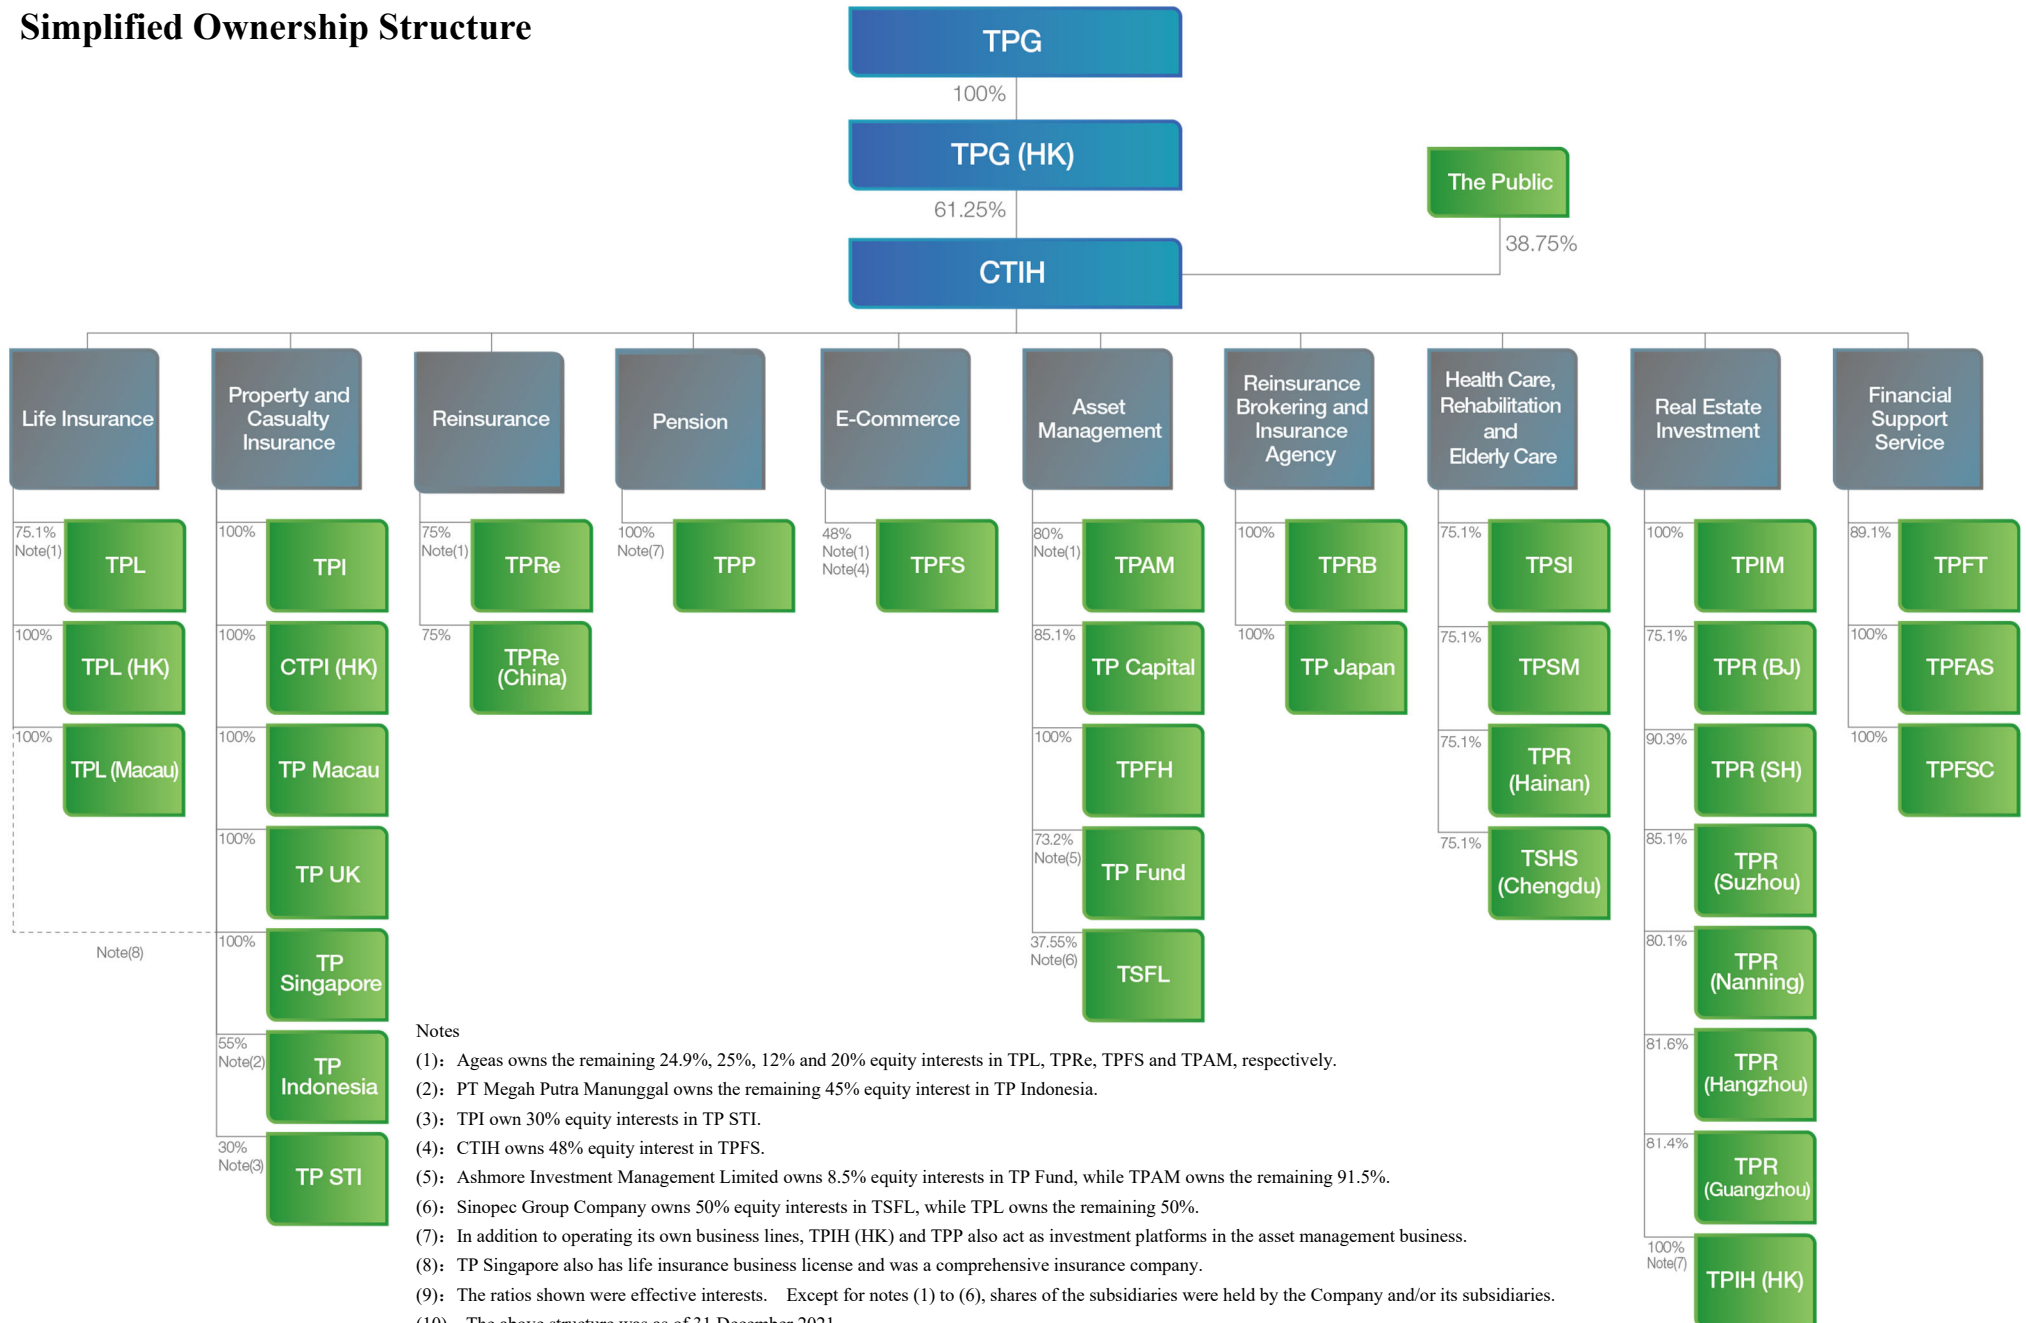 Simplified Ownership Structure
TPG
100%
TPG (HK)
61.25%
The Public
38.75%
CTIH
Life Insurance
75.1%
Note(1)
TPL
100%
TPL (HK)
100%
TPL (Macau)
Note(8)
Property and
Casualty
Insurance
100%
TPI
100%
CTPI (HK)
100%
TP Macau
100%
TP UK
100%
TP
Singapore
55%
Note(2)
TP
Indonesia
30%
Note(3)
TP STI
Reinsurance
75%
Note(1)
TPRe
75%
TPRe
(China)
Pension
100%
Note(7)
TPP
E-Commerce
48%
Note(1)
Note(4)
TPFS
Asset
Management
80%
Note(1)
TPAM
85.1%
TP Capital
100%
TPFH
73.2%
Note(5)
TP Fund
37.55%
Note(6)
TSFL
Reinsurance
Brokering and
Insurance
Agency
100%
TPRB
100%
TP Japan
Health Care,
Rehabilitation
and
Elderly Care
75.1%
TPSI
75.1%
TPSM
75.1%
TPR
(Hainan)
75.1%
TSHS
(Chengdu)
Real Estate
Investment
100%
TPIM
75.1%
TPR (BJ)
90.3%
TPR (SH)
85.1%
TPR
(Suzhou)
80.1%
TPR
(Nanning)
81.6%
TPR
(Hangzhou)
81.4%
TPR
(Guangzhou)
100%
Note(7)
TPIH (HK)
Financial
Support
Service
89.1%
TPFT
100%
TPFAS
100%
TPFSC
Notes
(1): Ageas owns the remaining 24.9%, 25%, 12% and 20% equity interests in TPL, TPRe, TPFS and TPAM, respectively.
(2): PT Megah Putra Manunggal owns the remaining 45% equity interest in TP Indonesia.
(3): TPI own 30% equity interests in TP STI.
(4): CTIH owns 48% equity interest in TPFS.
(5): Ashmore Investment Management Limited owns 8.5% equity interests in TP Fund, while TPAM owns the remaining 91.5%.
(6): Sinopec Group Company owns 50% equity interests in TSFL, while TPL owns the remaining 50%.
(7): In addition to operating its own business lines, TPIH (HK) and TPP also act as investment platforms in the asset management business.
(8): TP Singapore also has life insurance business license and was a comprehensive insurance company.
(9): The ratios shown were effective interests. Except for notes (1) to (6), shares of the subsidiaries were held by the Company and/or its subsidiaries.
(10) The above structure was as of 31 December 2021